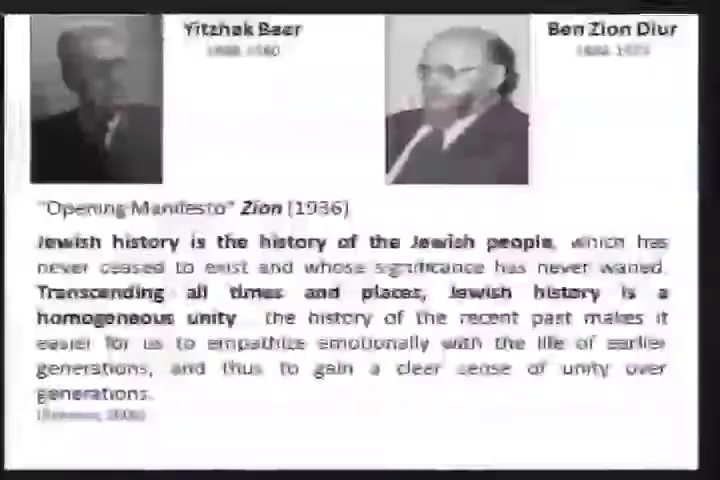 Yitzhak Baer
Ben Zion Diur
"Opening Manifesto" Zion (1936)
Jewish history is the history of the Jewish people, which has
never ceased to exist and whose significance has never waned.
Transcending all times and places, Jewish history is a
homogeneous unity the history of the recent past makes it
easier for us to empathize emotionally with the life of earlier
generations, and thus to gain a clear sense of unity over
generations.